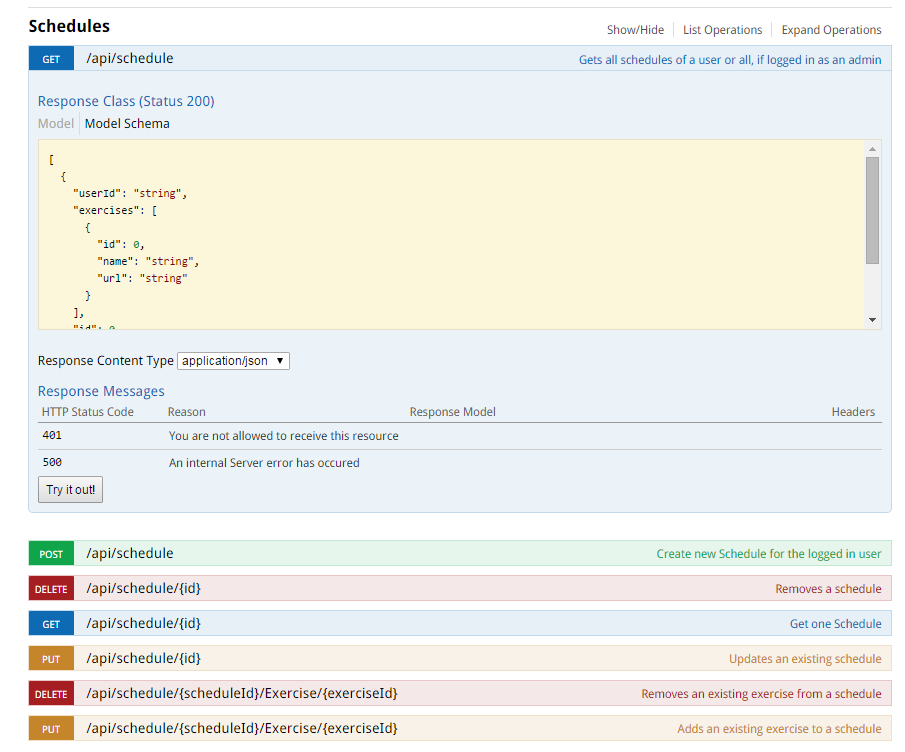 Schedules
Show/Hide List Operations Expand Operations
GET /api/schedule Gets all schedules of a user or all, if logged in as an admin
Response Class (Status 200)
Model Model Schema
[
{
"userId": "string",
"exercises": [
{
"id": 0,
"name": "string",
"url": "string"
}
],
"id": 0
Response Content Type application/json
Response Messages
HTTP Status Code Reason Response Model Headers
401 You are not allowed to receive this resource
500 An internal Server error has occured
Try it out!
POST /api/schedule Create new Schedule for the logged in user
DELETE /api/schedule/{id} Removes a schedule
GET /api/schedule/{id} Get one Schedule
PUT /api/schedule/{id} Updates an existing schedule
DELETE /api/schedule/{scheduleId}/Exercise/{exerciseId} Removes an existing exercise from a schedule
PUT /api/schedule/{scheduleId}/Exercise/{exerciseId} Adds an existing exercise to a schedule